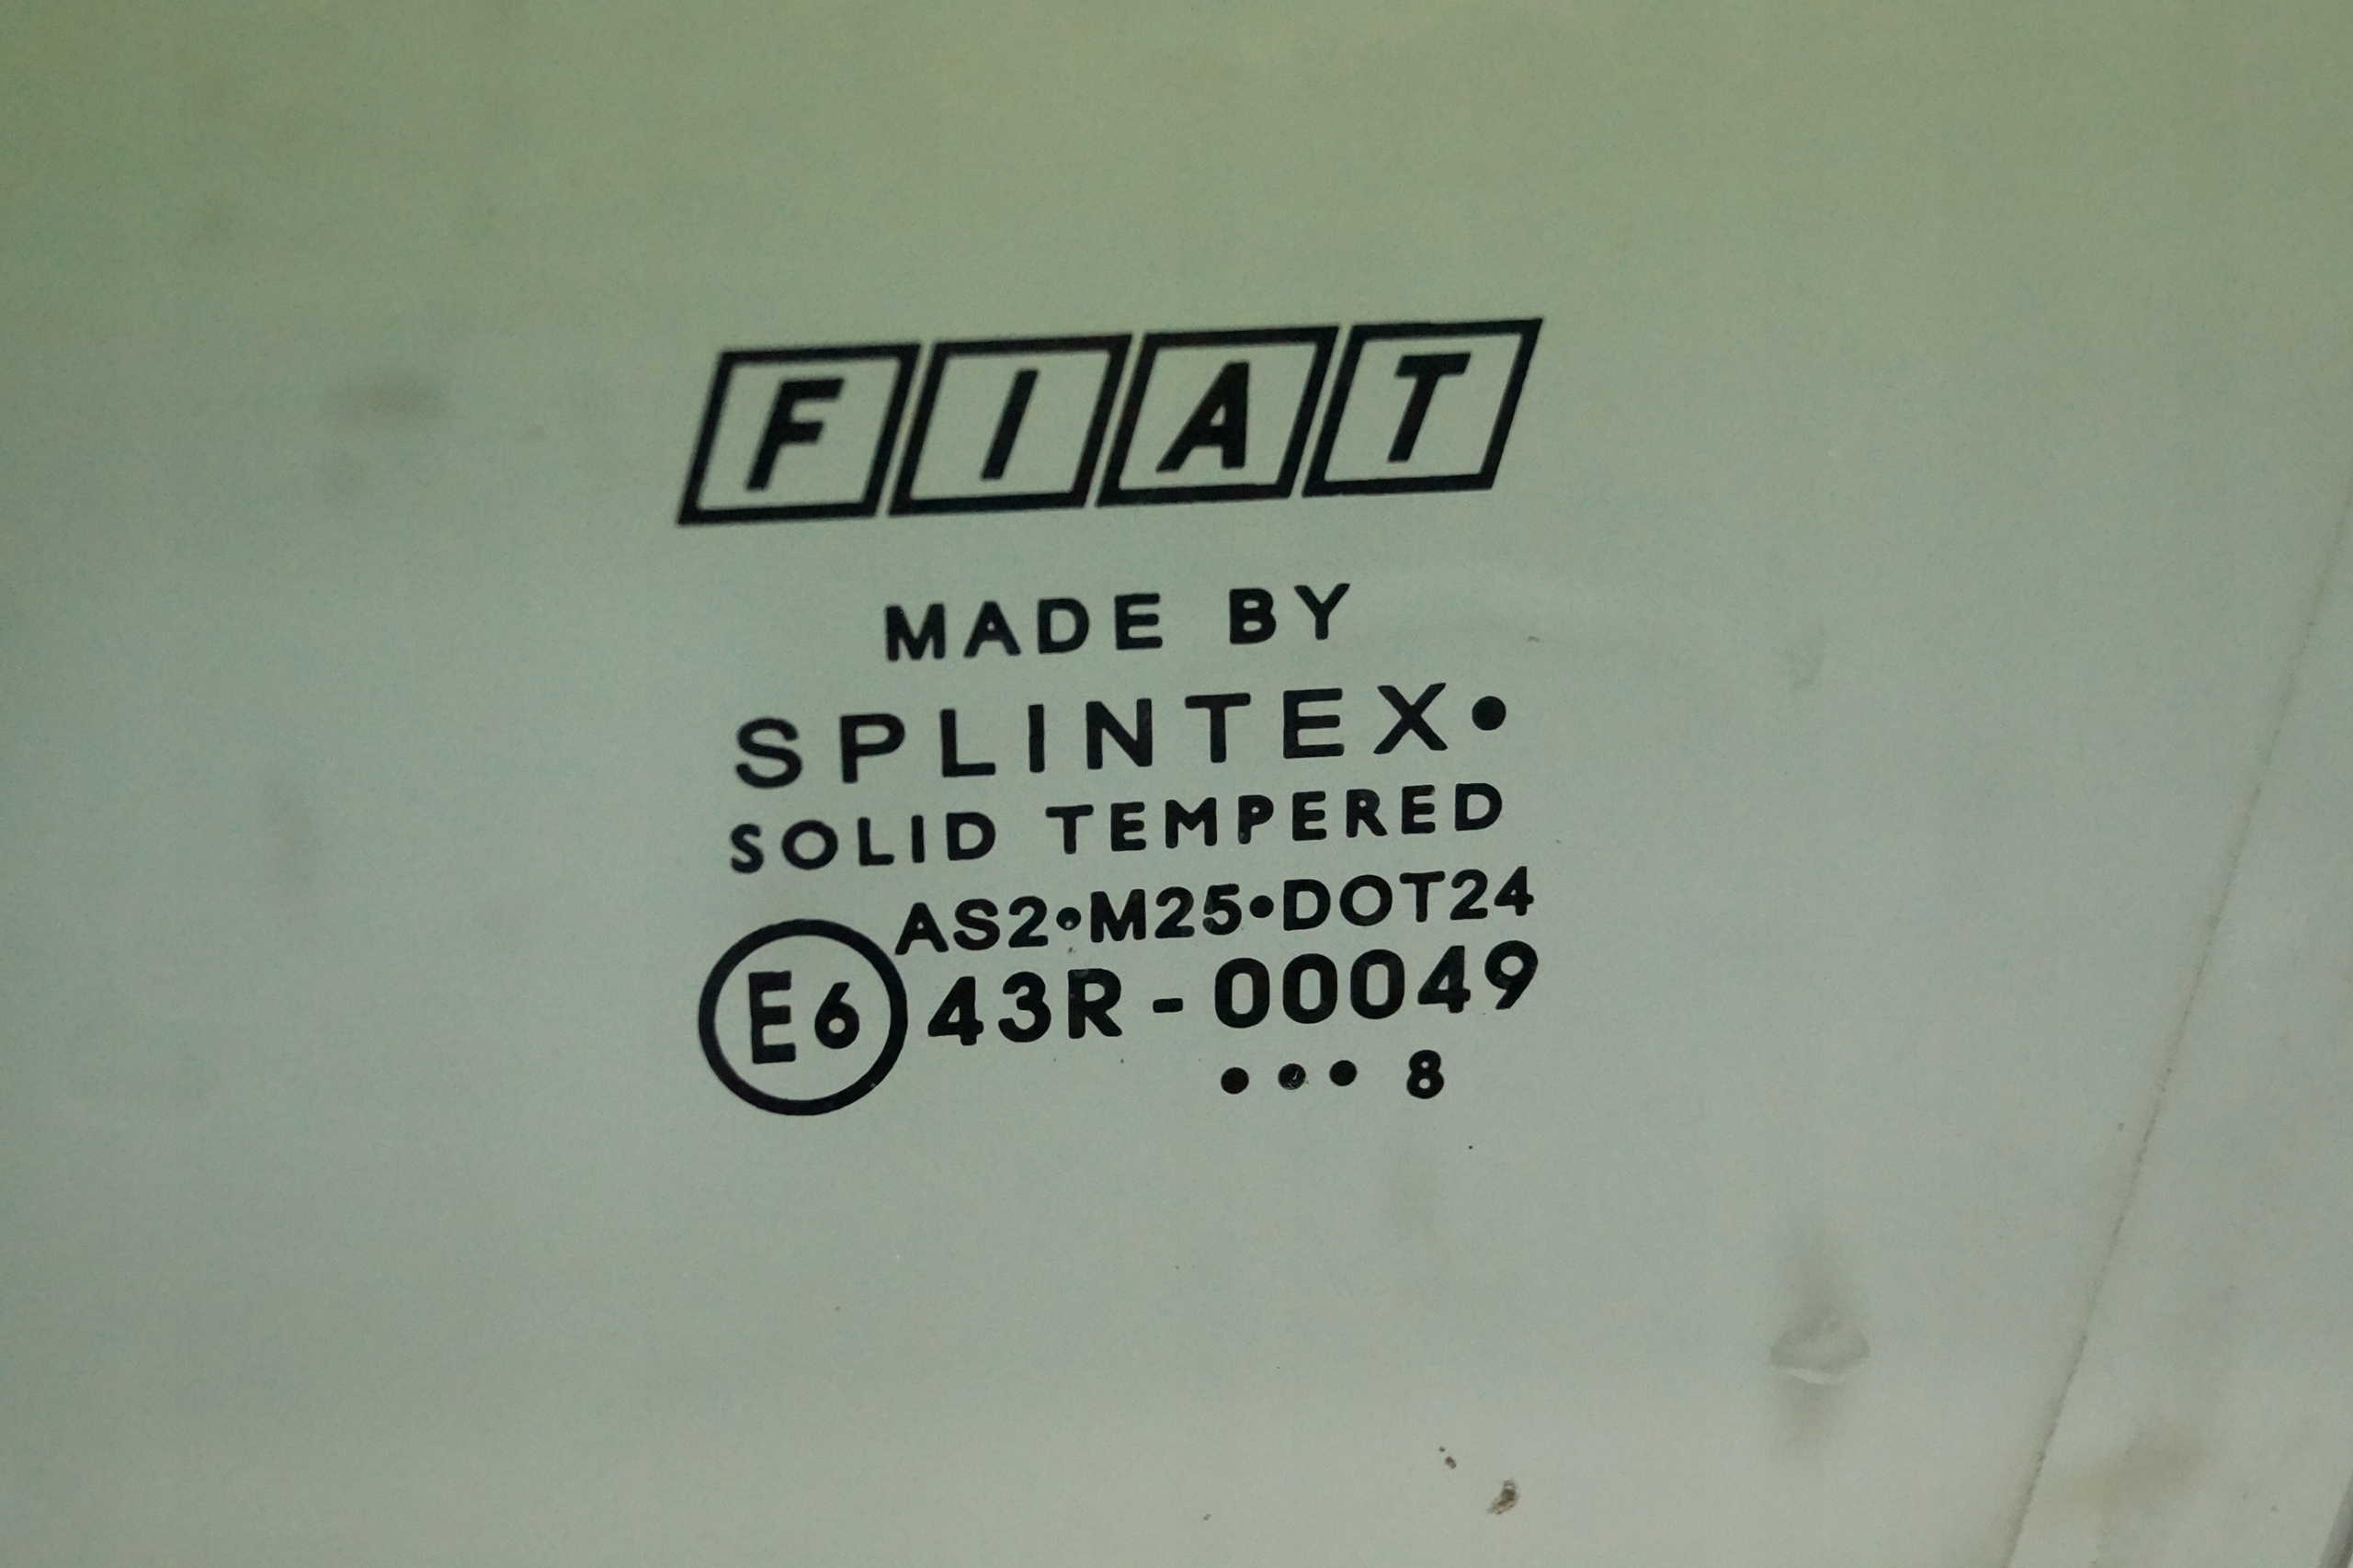 FIAT
MADE BY
SPLINTEX•
SOLID TEMPERED
AS2•M25•DOT24
E6 43R-00049
••• 8